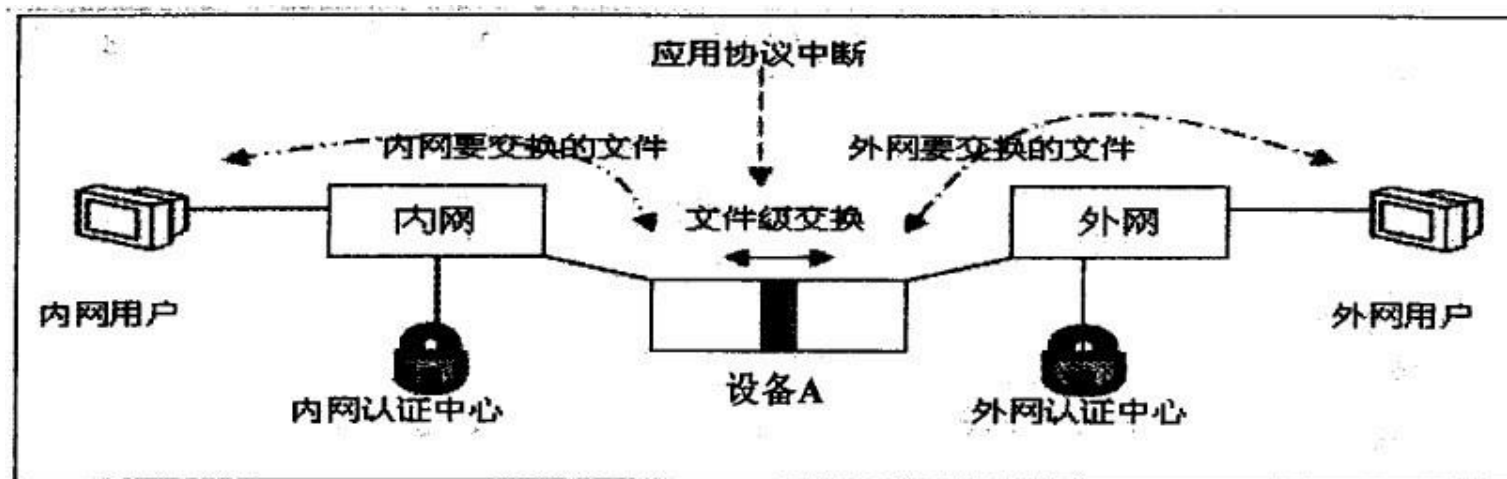 应用协议中断
内网要交换的文件
外网要交换的文件
内网
文件级交换
外网
内网用户
外网用户
设备A
内网认证中心
外网认证中心